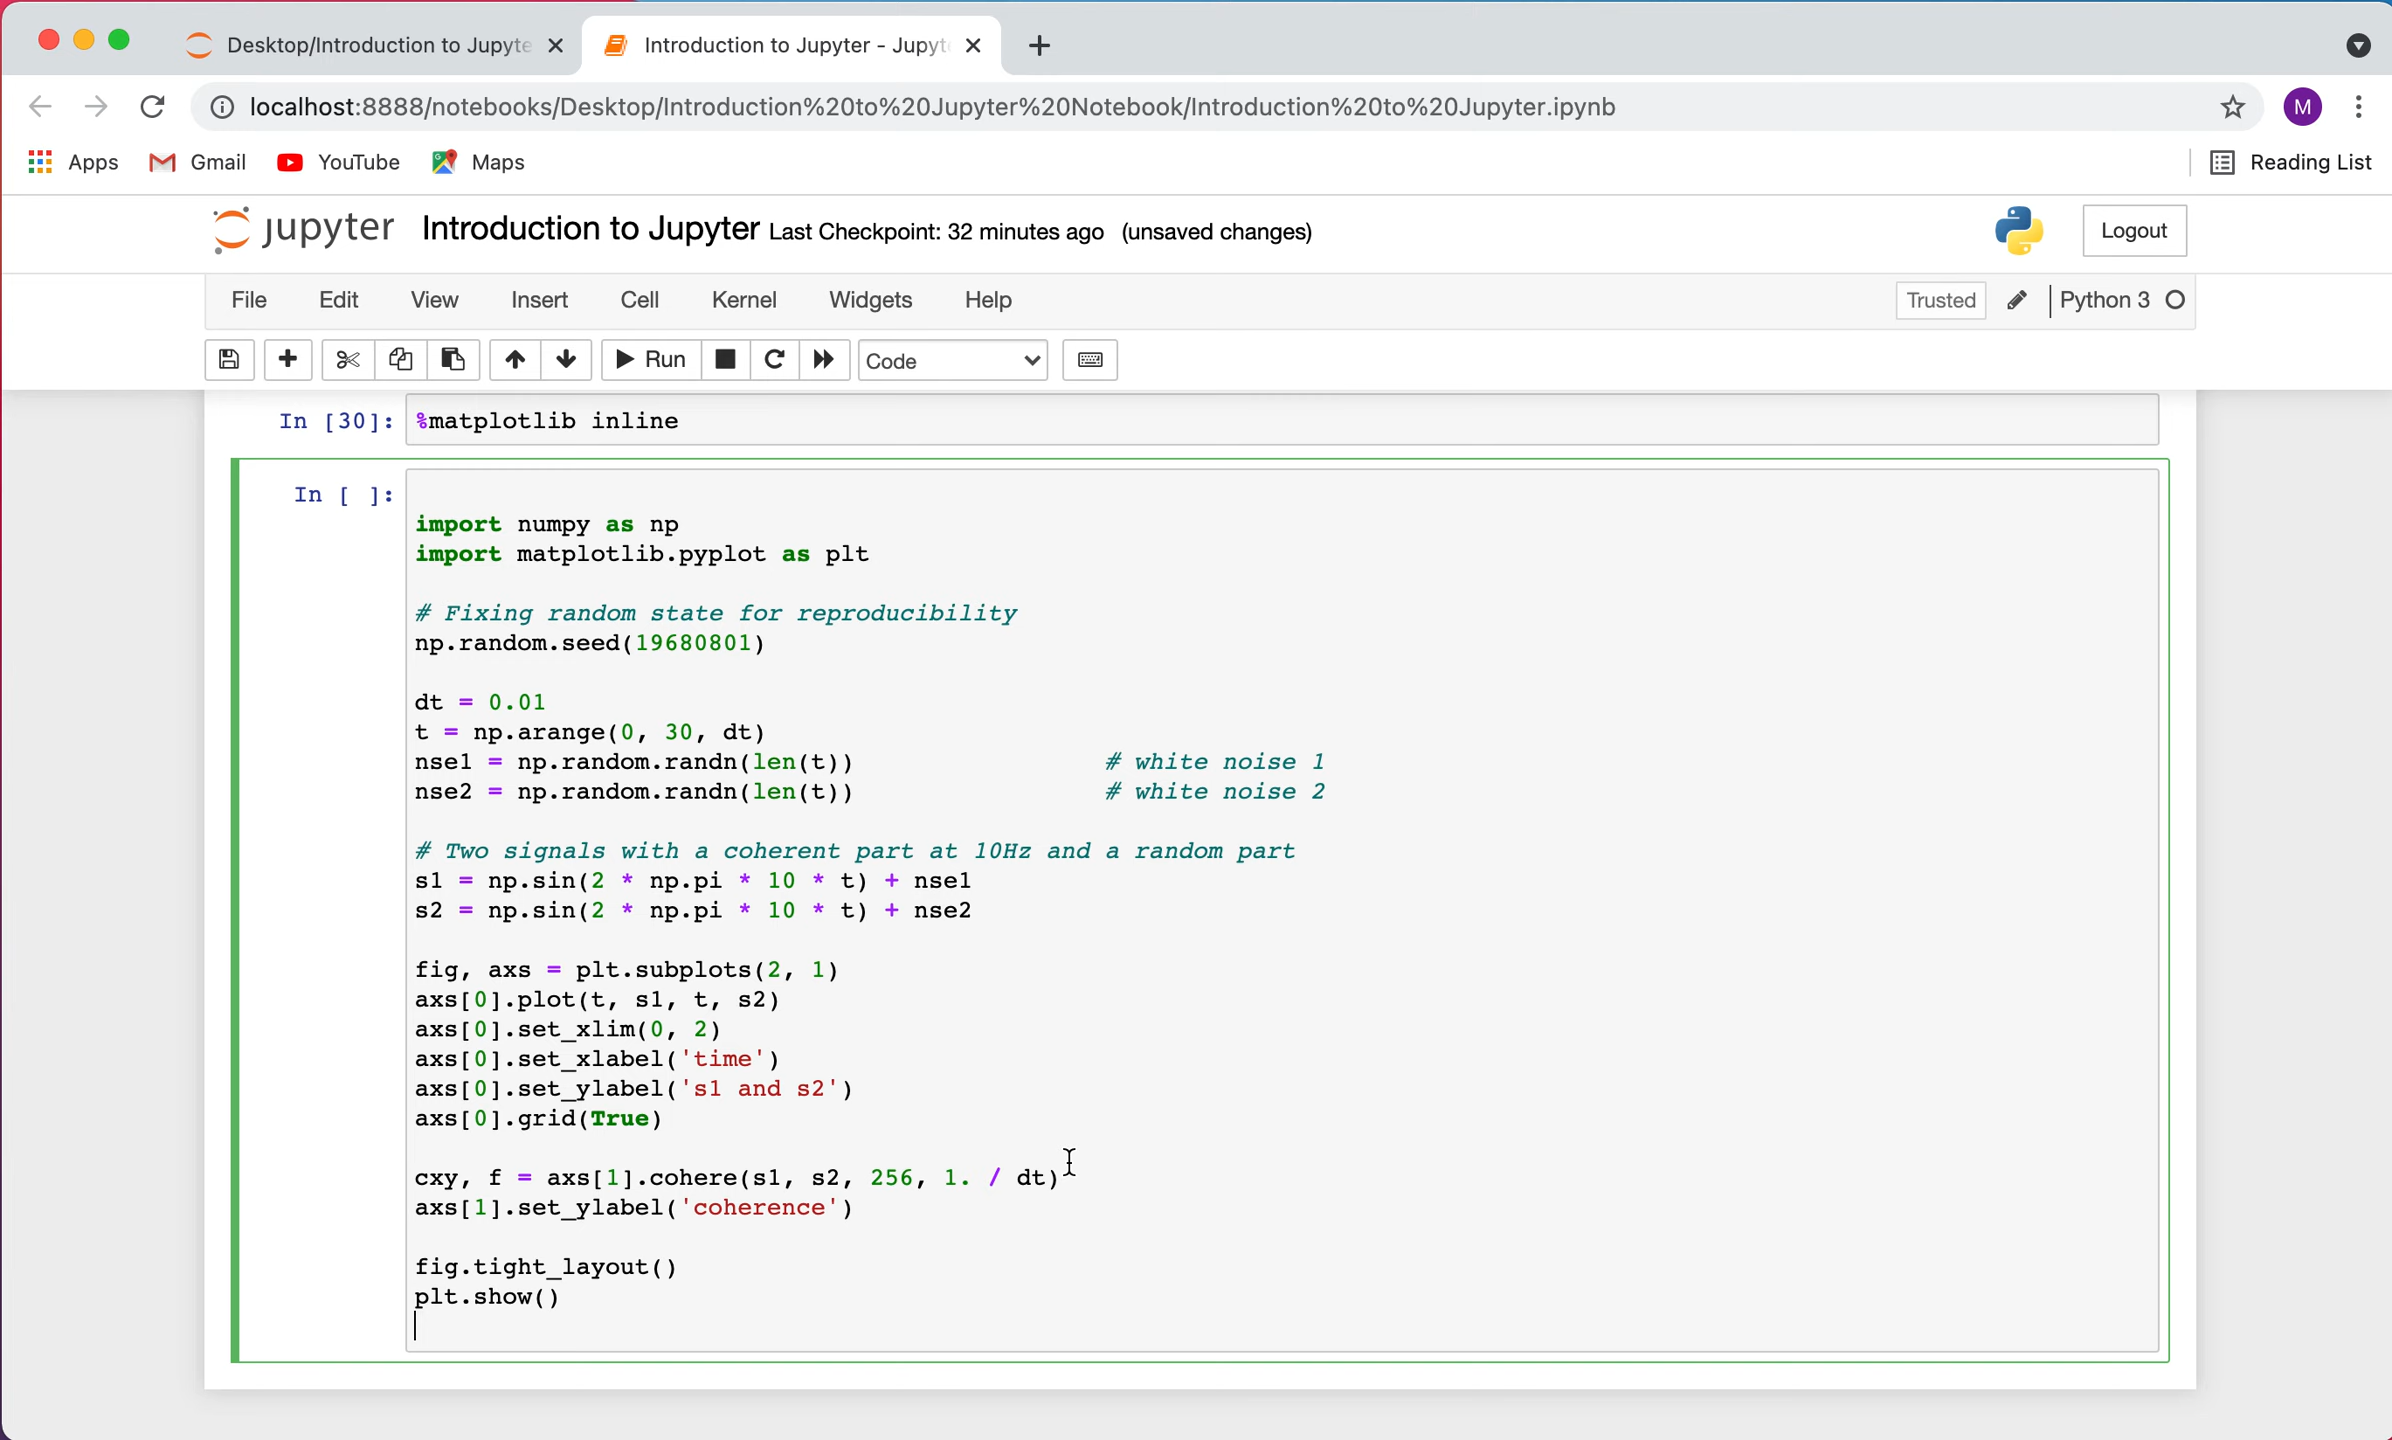 Desktop/Introduction to Jupyte
Introduction to Jupyter - Jupyt
localhost:8888/notebooks/Desktop/Introduction%20to%20Jupyter%20Notebook/Introduction%20to%20Jupyter.ipynb
M
Apps Gmail YouTube Maps Reading List
jupyter Introduction to Jupyter Last Checkpoint: 32 minutes ago (unsaved changes) Logout
File Edit View Insert Cell Kernel Widgets Help Trusted Python 3
Run Code
In [30]: %matplotlib inline
In [ ]:
import numpy as np
import matplotlib.pyplot as plt
# Fixing random state for reproducibility
np.random.seed(19680801)
dt = 0.01
t = np.arange(0, 30, dt)
nse1 = np.random.randn(len(t)) # white noise 1
nse2 = np.random.randn(len(t)) # white noise 2
# Two signals with a coherent part at 10Hz and a random part
s1 = np.sin(2 * np.pi * 10 * t) + nse1
s2 = np.sin(2 * np.pi * 10 * t) + nse2
fig, axs = plt.subplots(2, 1)
axs[0].plot(t, s1, t, s2)
axs[0].set_xlim(0, 2)
axs[0].set_xlabel('time')
axs[0].set_ylabel('s1 and s2')
axs[0].grid(True)
cxy, f = axs[1].cohere(s1, s2, 256, 1. / dt)
axs[1].set_ylabel('coherence')
fig.tight_layout()
plt.show()